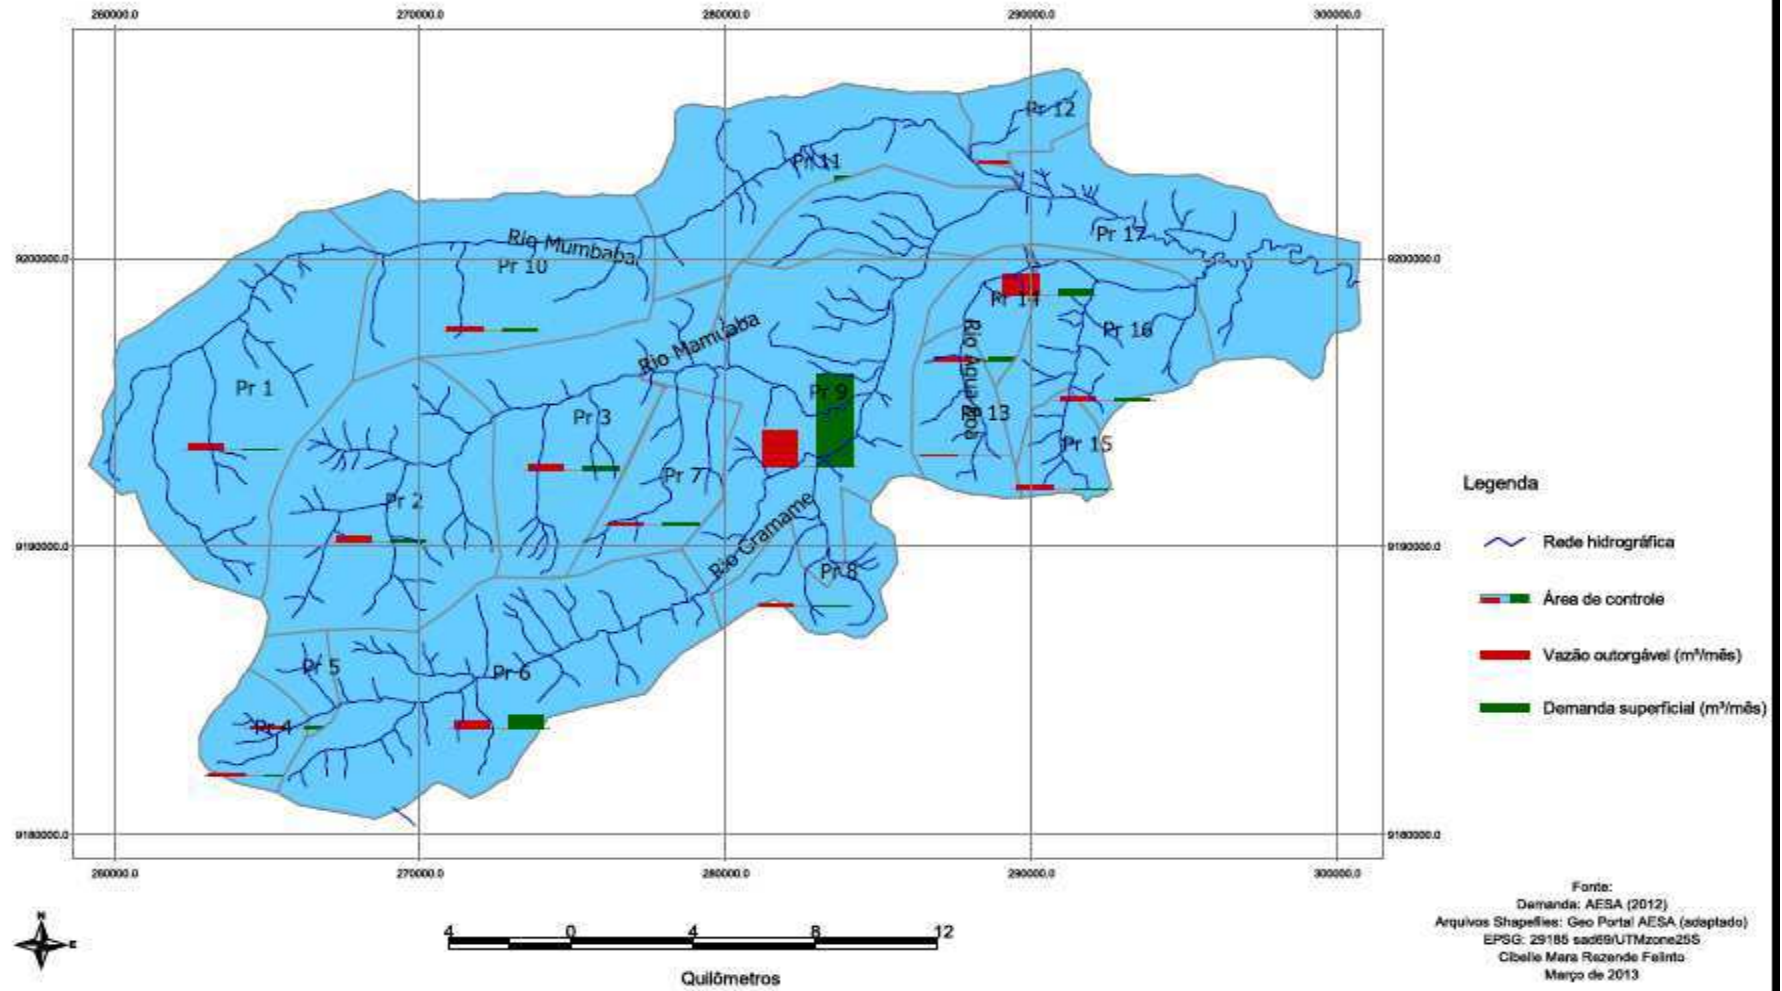 260000.0 270000.0 280000.0 290000.0 300000.0
Pr 12
Pr 11
Pr 17
Rio Mumbaba
Pr 10
9200000.0 9200000.0
Pr 14
Pr 16
Rio Mamuaba
Rio Água Boa
Pr 1
Pr 9
Pr 3
Pr 13
Pr 15
Pr 7
Pr 2
Rio Gramame
9190000.0 9190000.0
Pr 8
Pr 5
Pr 6
Pr 4
9180000.0 9180000.0
260000.0 270000.0 280000.0 290000.0 300000.0
Legenda
Rede hidrográfica
Área de controle
Vazão outorgável (m³/mês)
Demanda superficial (m³/mês)
N
E
4 0 4 8 12
Quilômetros
Fonte:
Demanda: AESA (2012)
Arquivos Shapefiles: Geo Portal AESA (adaptado)
EPSG: 29185 sad69/UTMzone25S
Cibelle Mara Rezende Felinto
Março de 2013